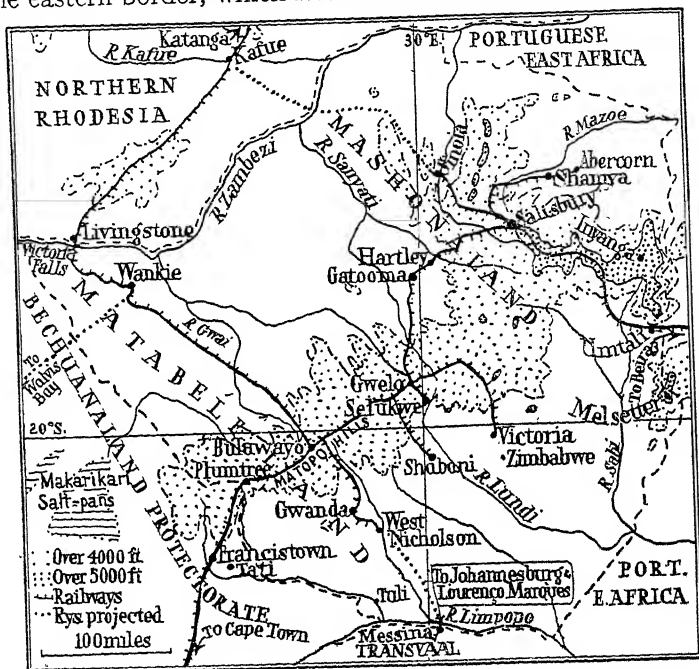 Katanga
Kafue
R Kafue
30°E.
PORTUGUESE
EAST AFRICA
NORTHERN
RHODESIA
R Mazoe
MASHONALAND
Sinoia
Abercorn
Shamva
R Zambezi
R Sanyati
Salisbury
Livingstone
Inyanga
Victoria
Falls
Wankie
Hartley
Gatooma
MATABELELAND
R Gwai
Umtali
To
Walvis
Bay
BECHUANALAND PROTECTORATE
To Beira
Gwelo
Selukwe
Melsetter
20°S.
Bulawayo
Plumtree
MATOPO HILLS
Victoria
Zimbabwe
Shabani
R Lundi
R Sabi
Makarikari
Salt=pans
Gwanda
West
Nicholson
Over 4000 ft
Over 5000 ft
Railways
Rys. projected
100 miles
Francistown
Tati
To Johannesburg &
Lourenço Marques
PORT.
E.AFRICA
Tuli
R Limpopo
To Cape Town
Messina
TRANSVAAL